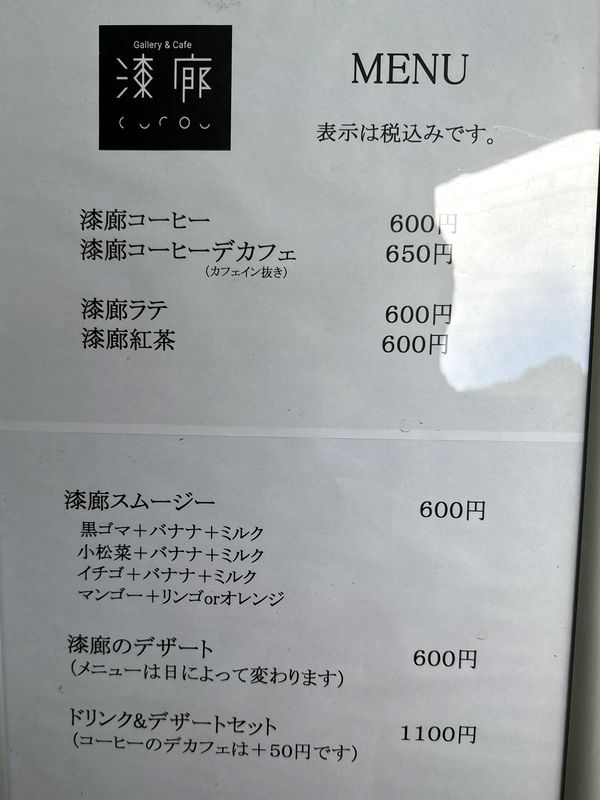 Gallery & Cafe
漆廊
curou
MENU
表示は税込みです。
漆廊コーヒー 600円
漆廊コーヒーデカフェ 650円
(カフェイン抜き)
漆廊ラテ 600円
漆廊紅茶 600円
漆廊スムージー 600円
黒ゴマ＋バナナ＋ミルク
小松菜＋バナナ＋ミルク
イチゴ＋バナナ＋ミルク
マンゴー＋リンゴorオレンジ
漆廊のデザート 600円
(メニューは日によって変わります)
ドリンク&デザートセット 1100円
(コーヒーのデカフェは＋50円です)